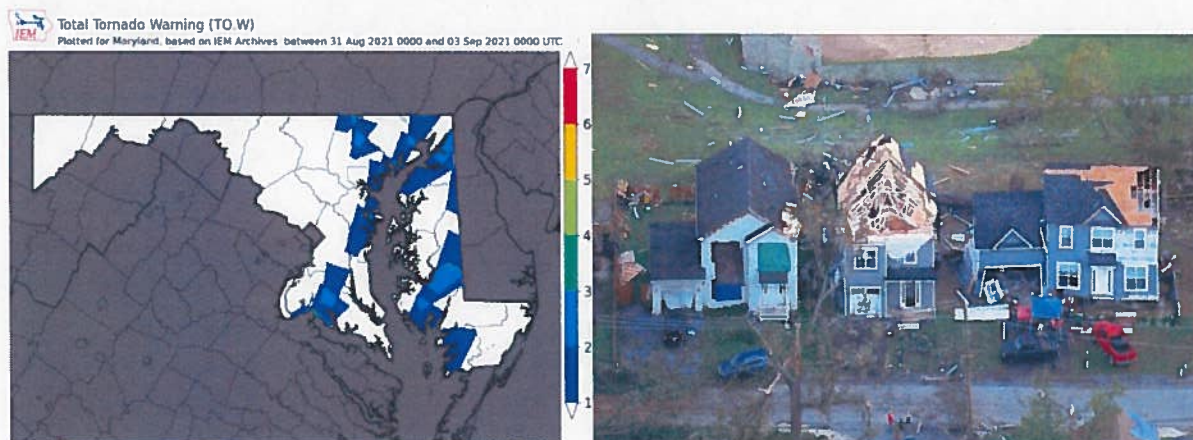 IEM
Total Tornado Warning (TO.W)
Plotted for Maryland, based on IEM Archives between 31 Aug 2021 0000 and 03 Sep 2021 0000 UTC
7
6
5
4
3
2
1